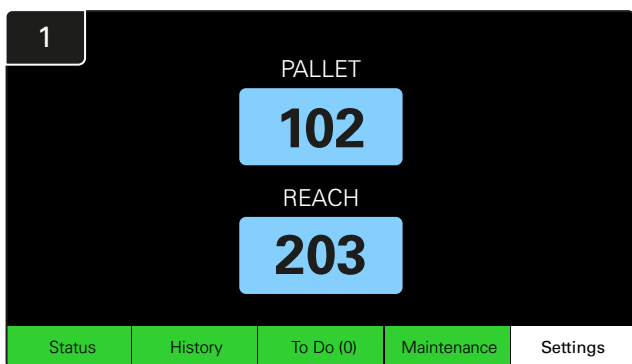 1
PALLET
102
REACH
203
Status History To Do (0) Maintenance Settings